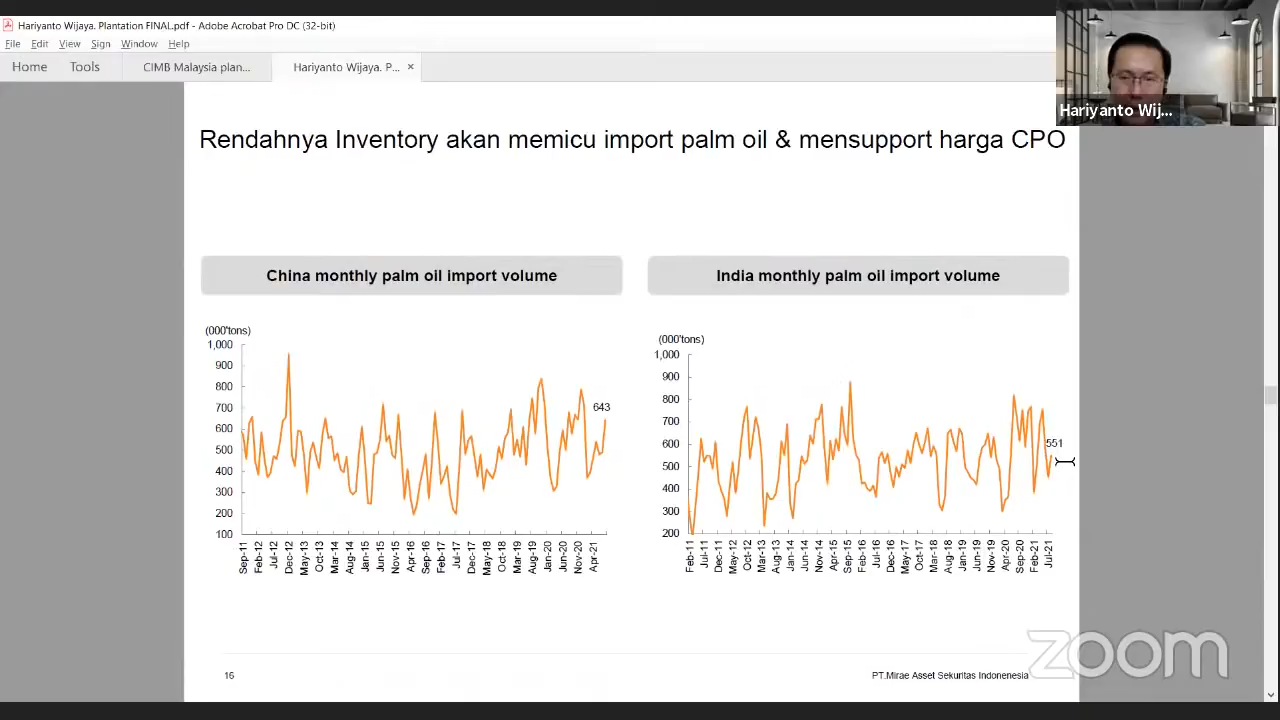 Hariyanto Wijaya. Plantation FINAL.pdf - Adobe Acrobat Pro DC (32-bit)
File Edit View Sign Window Help
Home Tools CIMB Malaysia plan... Hariyanto Wijaya. P... ×
Hariyanto Wij...
Rendahnya Inventory akan memicu import palm oil & mensupport harga CPO
China monthly palm oil import volume
(000'tons)
1,000
900
800
700
600
500
400
300
200
100
643
Sep-11 Feb-12 Jul-12 Dec-12 May-13 Oct-13 Mar-14 Aug-14 Jan-15 Jun-15 Nov-15 Apr-16 Sep-16 Feb-17 Jul-17 Dec-17 May-18 Oct-18 Mar-19 Aug-19 Jan-20 Jun-20 Nov-20 Apr-21
India monthly palm oil import volume
(000'tons)
1,000
900
800
700
600
500
400
300
200
551
Feb-11 Jul-11 Dec-11 May-12 Oct-12 Mar-13 Aug-13 Jan-14 Jun-14 Nov-14 Apr-15 Sep-15 Feb-16 Jul-16 Dec-16 May-17 Oct-17 Mar-18 Aug-18 Jan-19 Jun-19 Nov-19 Apr-20 Sep-20 Feb-21 Jul-21
16
PT.Mirae Asset Sekuritas Indonenesia
zoom